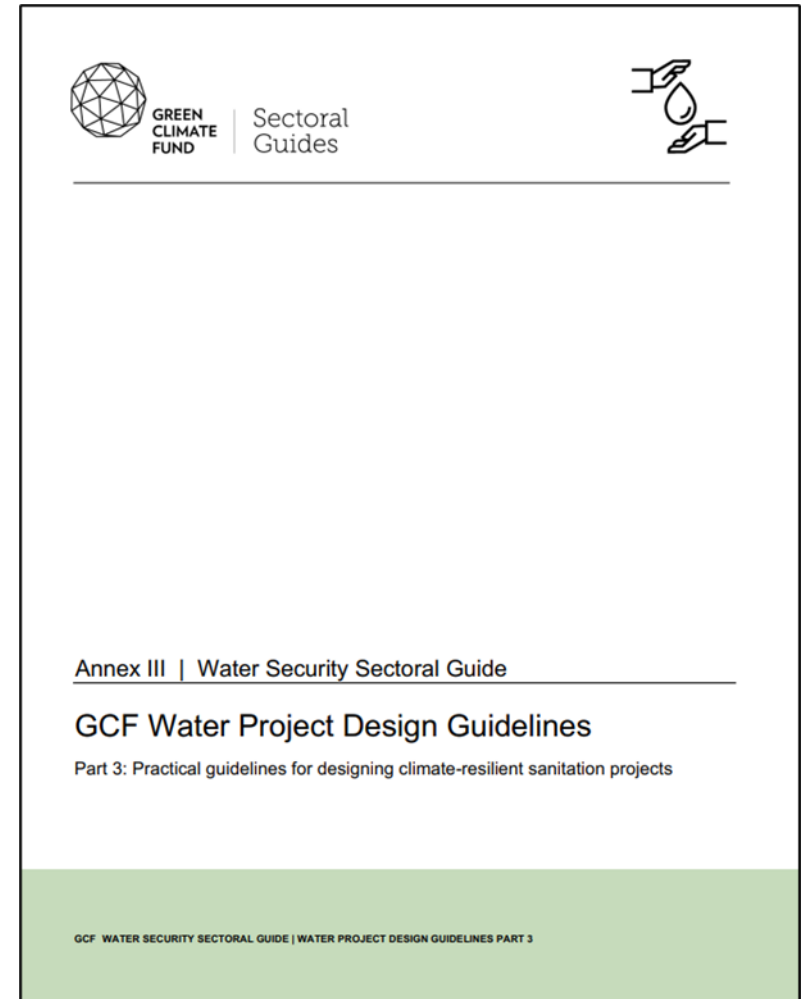 GREEN
CLIMATE
FUND
Sectoral
Guides
Annex III | Water Security Sectoral Guide
GCF Water Project Design Guidelines
Part 3: Practical guidelines for designing climate-resilient sanitation projects
GCF WATER SECURITY SECTORAL GUIDE | WATER PROJECT DESIGN GUIDELINES PART 3